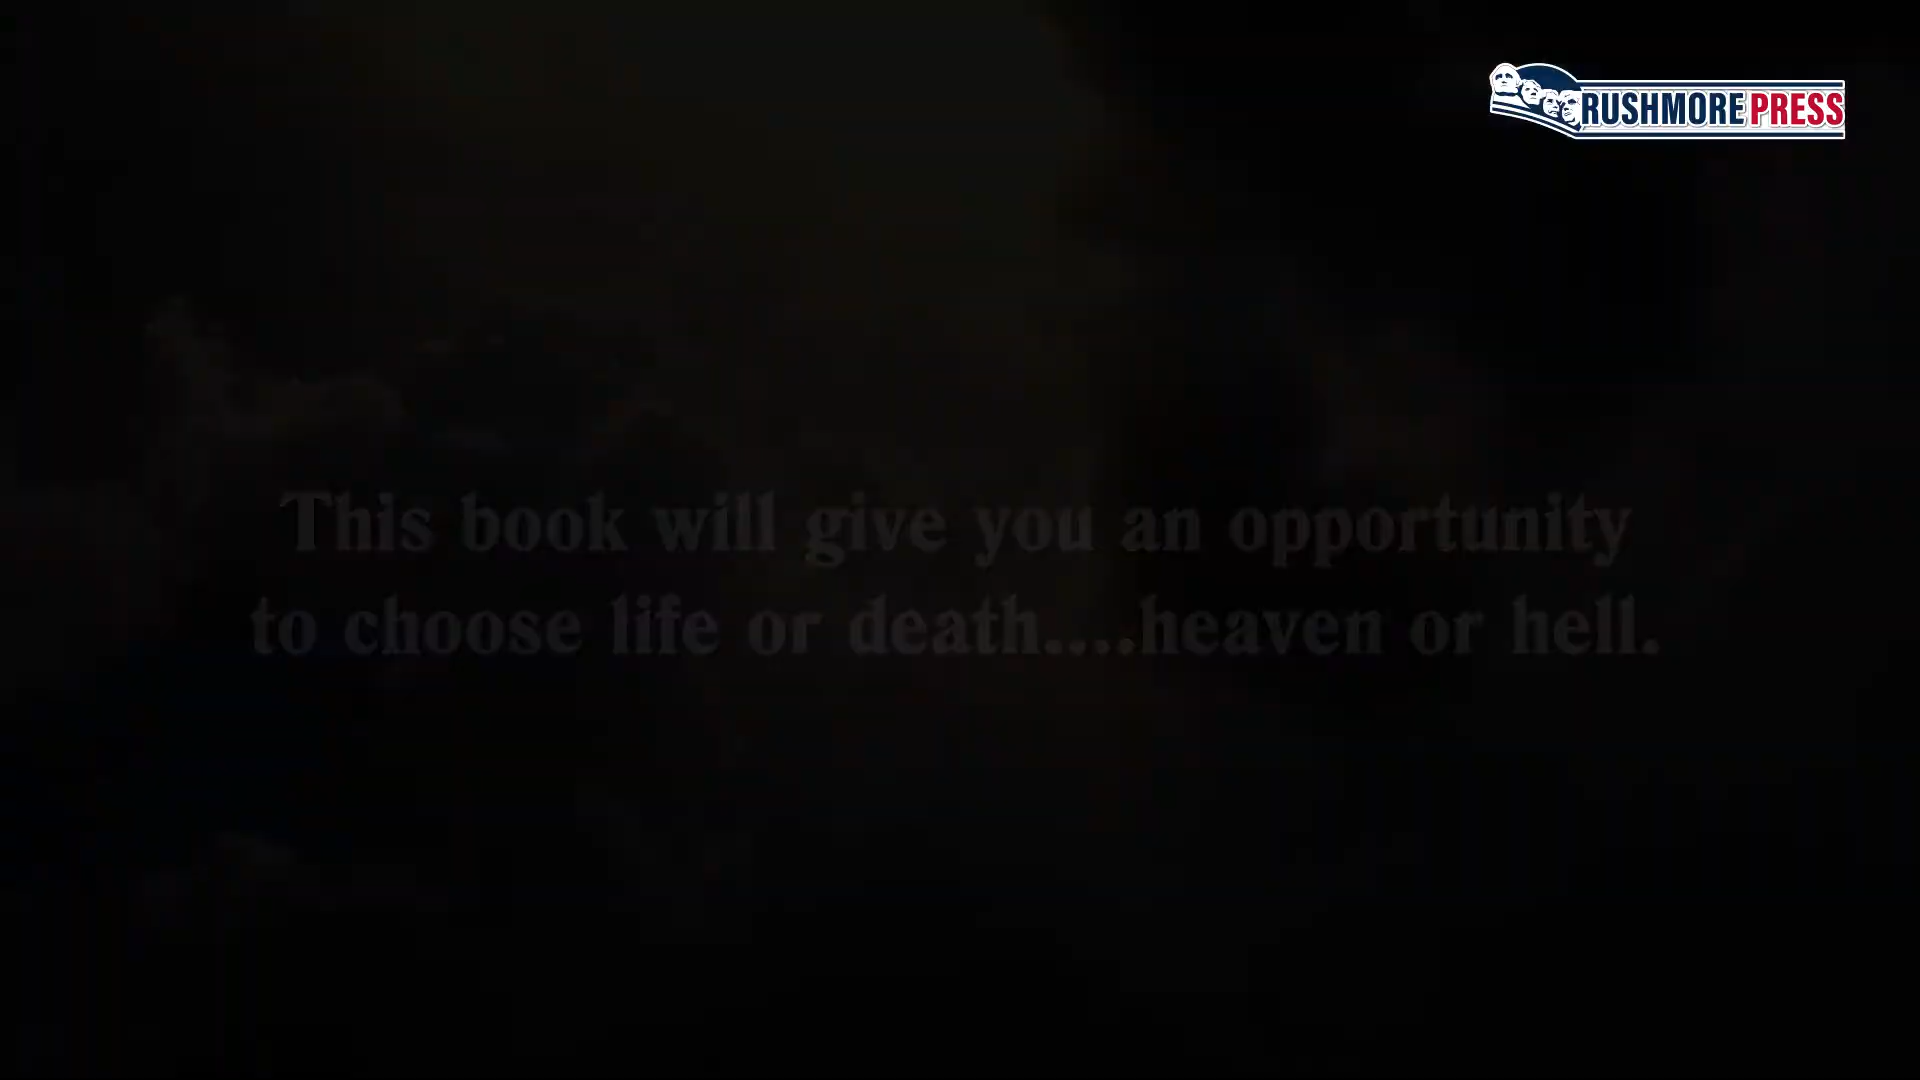 RUSHMORE PRESS
This book will give you an opportunity
to choose life or death....heaven or hell.